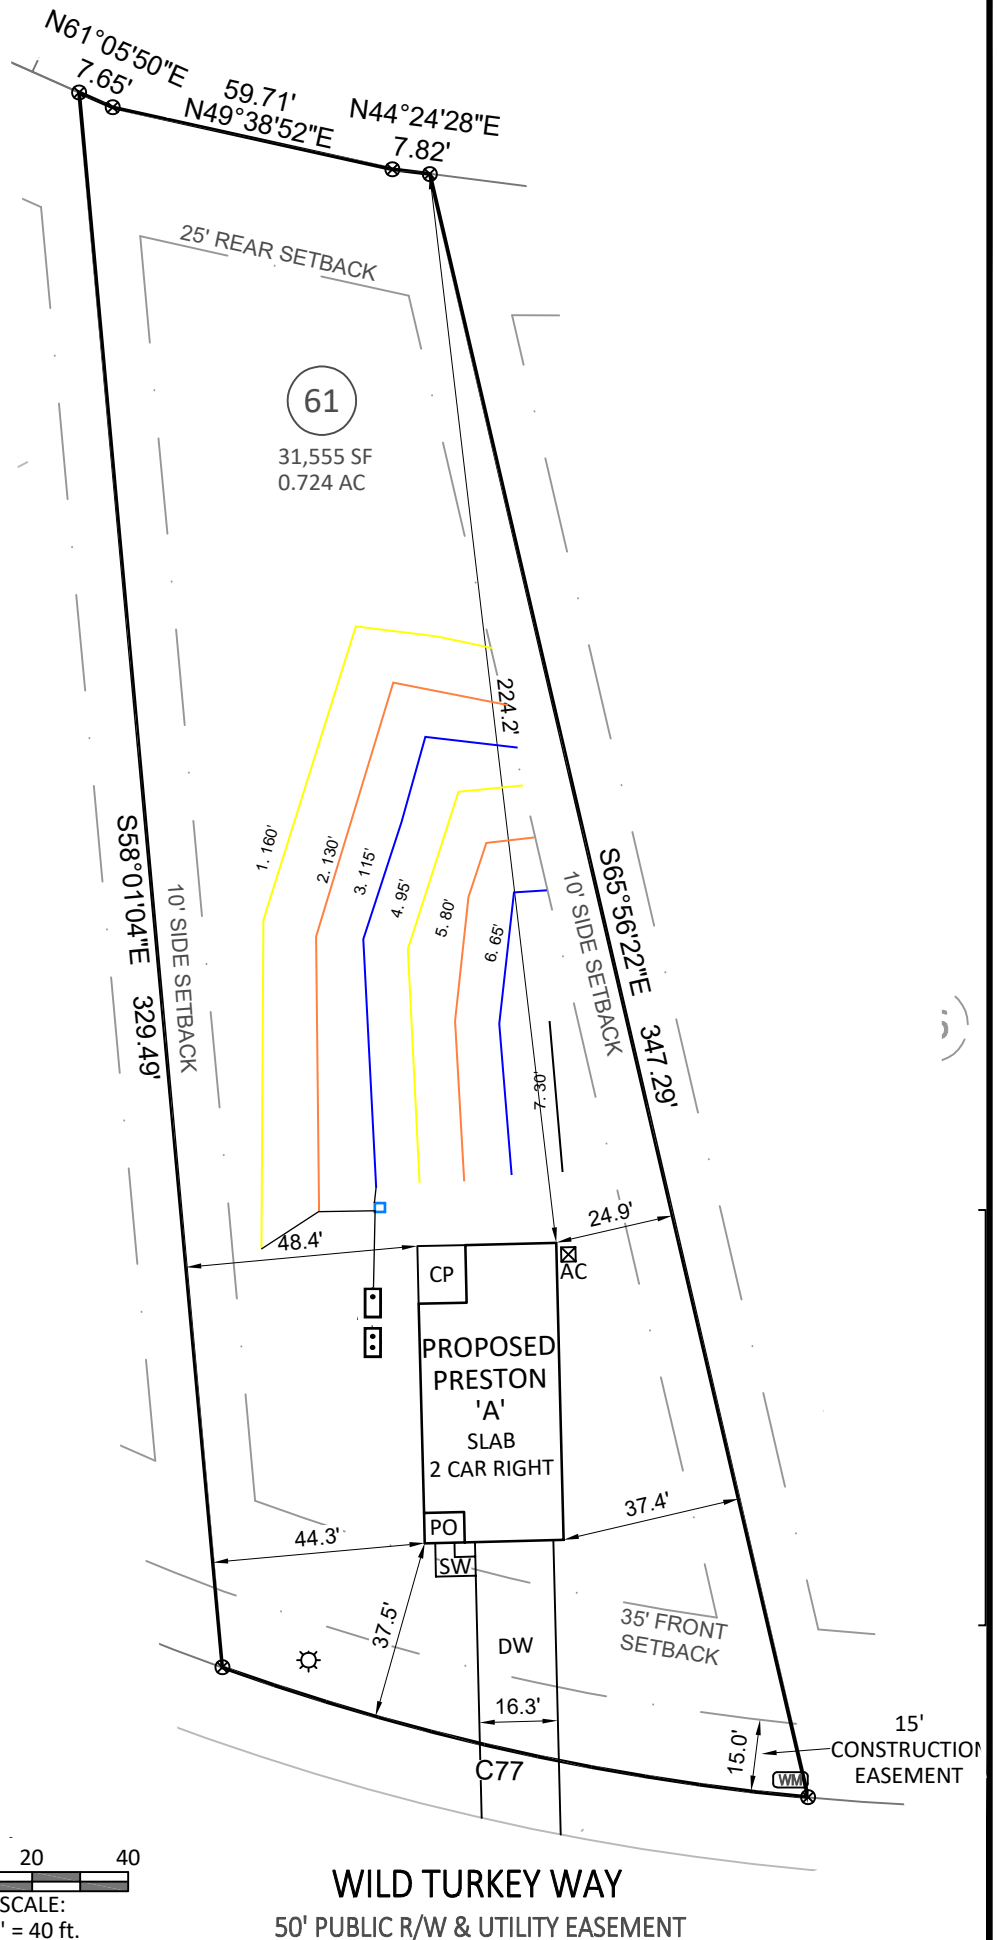 N61°05'50"E
7.65'
59.71'
N49°38'52"E
N44°24'28"E
7.82'
25' REAR SETBACK
61
31,555 SF
0.724 AC
224.2'
1. 160'
2. 130'
3. 115'
4. 95'
5. 80'
6. 65'
7. 30'
S58°01'04"E 329.49'
10' SIDE SETBACK
10' SIDE SETBACK
S65°56'22"E 347.29'
24.9'
48.4'
CP
AC
PROPOSED
PRESTON
'A'
SLAB
2 CAR RIGHT
37.4'
44.3'
PO
SW
37.5'
35' FRONT
SETBACK
DW
16.3'
15.0'
15'
CONSTRUCTION
EASEMENT
WM
C77
20 40
SCALE:
' = 40 ft.
WILD TURKEY WAY
50' PUBLIC R/W & UTILITY EASEMENT